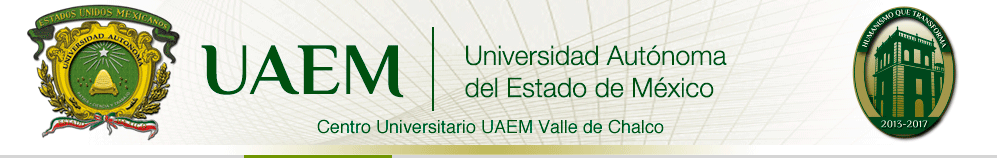 ESTADOS UNIDOS MEXICANOS
UNIVERSIDAD AUTONOMA
UAEM
Universidad Autónoma
del Estado de México
Centro Universitario UAEM Valle de Chalco
HUMANISMO QUE TRANSFORMA
2013-2017